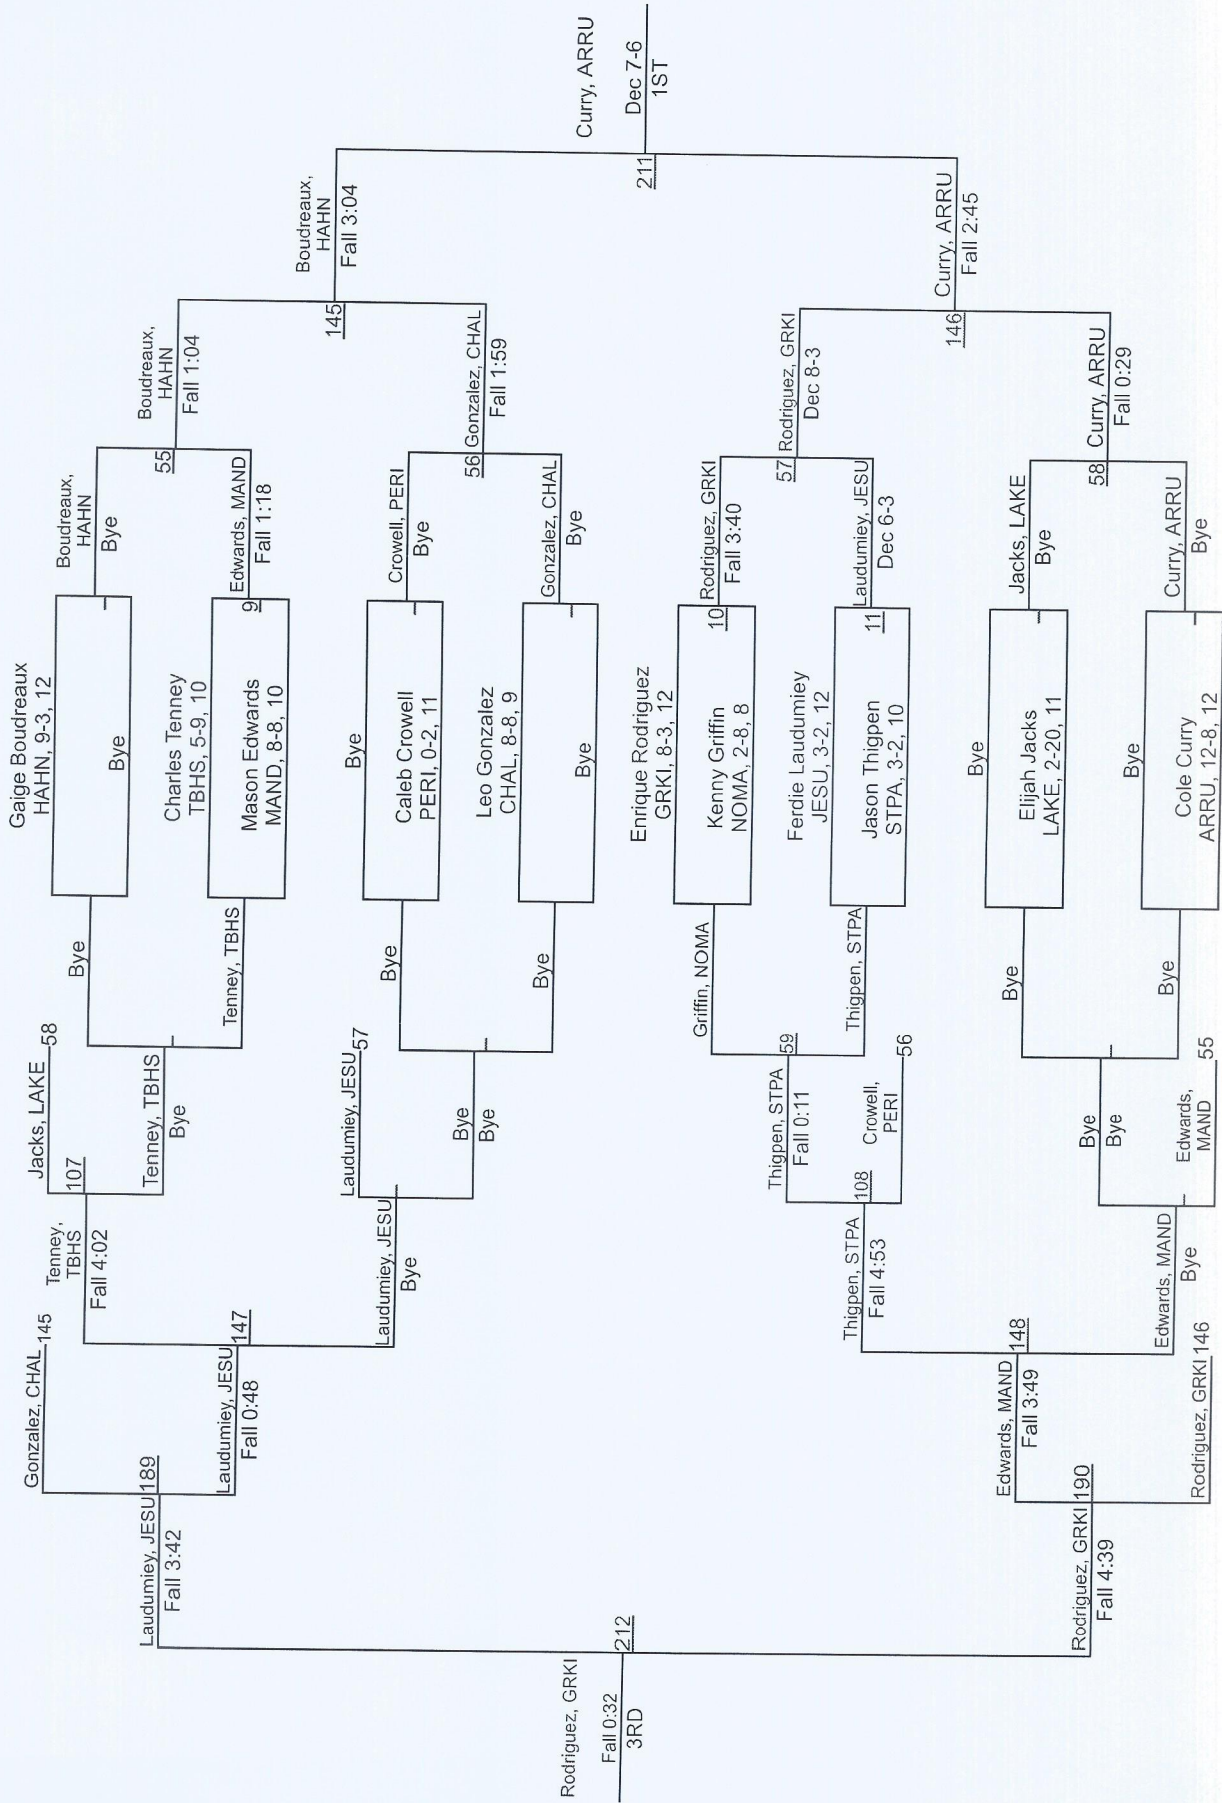 Gaige Boudreaux
HAHN, 9-3, 12
Bye
Charles Tenney
TBHS, 5-9, 10
Mason Edwards
MAND, 8-8, 10
9
Bye
Caleb Crowell
PERI, 0-2, 11
Leo Gonzalez
CHAL, 8-8, 9
Bye
Enrique Rodriguez
GRKI, 8-3, 12
Kenny Griffin
NOMA, 2-8, 8
10
Ferdie Laudumiey
JESU, 3-2, 12
Jason Thigpen
STPA, 3-2, 10
11
Bye
Elijah Jacks
LAKE, 2-20, 11
Bye
Cole Curry
ARRU, 12-8, 12
Boudreaux,
HAHN
Bye
Edwards, MAND
Fall 1:18
Crowell, PERI
Bye
Gonzalez, CHAL
Bye
Rodriguez, GRKI
Fall 3:40
Laudumiey, JESU
Dec 6-3
Jacks, LAKE
Bye
Curry, ARRU
Bye
55
Boudreaux,
HAHN
Fall 1:04
56
Gonzalez, CHAL
Fall 1:59
57
Rodriguez, GRKI
Dec 8-3
58
Curry, ARRU
Fall 0:29
145
Boudreaux,
HAHN
Fall 3:04
146
Curry, ARRU
Fall 2:45
211
Curry, ARRU
Dec 7-6
1ST
Bye
Tenney, TBHS
Bye
Bye
Griffin, NOMA
Thigpen, STPA
Bye
Bye
Jacks, LAKE
58
Tenney, TBHS
Bye
Laudumiey, JESU
57
Bye
Bye
59
Thigpen, STPA
Fall 0:11
Crowell,
PERI
56
Bye
Bye
Edwards,
MAND
55
107
Tenney,
TBHS
Fall 4:02
Laudumiey, JESU
Bye
108
Thigpen, STPA
Fall 4:53
Edwards, MAND
Bye
Gonzalez, CHAL
145
147
Laudumiey, JESU
Fall 0:48
148
Edwards, MAND
Fall 3:49
Rodriguez, GRKI
146
189
Laudumiey, JESU
Fall 3:42
190
Rodriguez, GRKI
Fall 4:39
212
Rodriguez, GRKI
Fall 0:32
3RD